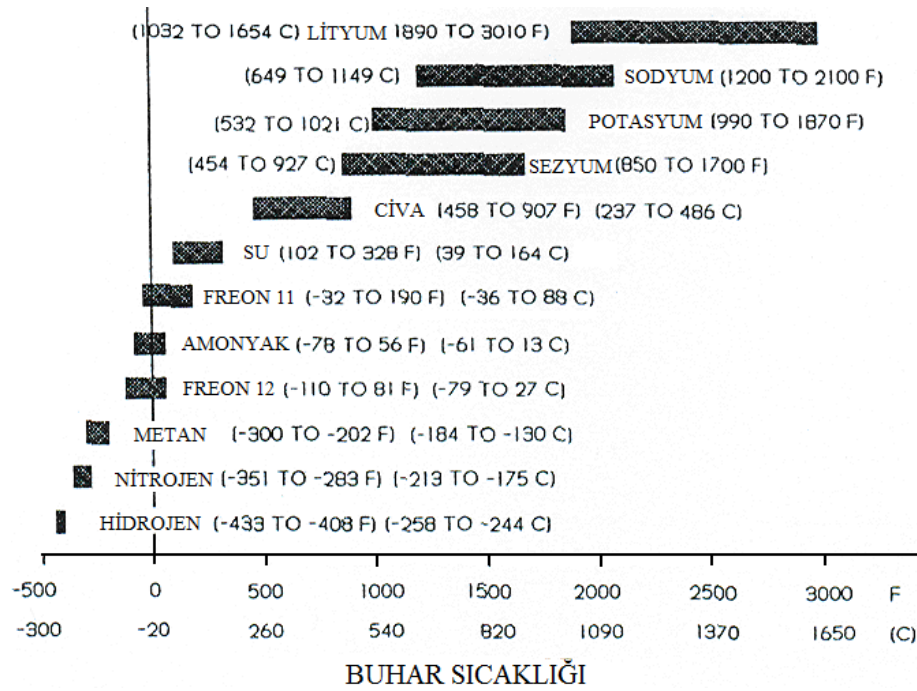 (1032 TO 1654 C) LİTYUM 1890 TO 3010 F)
(649 TO 1149 C) SODYUM (1200 TO 2100 F)
(532 TO 1021 C) POTASYUM (990 TO 1870 F)
(454 TO 927 C) SEZYUM (850 TO 1700 F)
CİVA (458 TO 907 F) (237 TO 486 C)
SU (102 TO 328 F) (39 TO 164 C)
FREON 11 (-32 TO 190 F) (-36 TO 88 C)
AMONYAK (-78 TO 56 F) (-61 TO 13 C)
FREON 12 (-110 TO 81 F) (-79 TO 27 C)
METAN (-300 TO -202 F) (-184 TO -130 C)
NİTROJEN (-351 TO -283 F) (-213 TO -175 C)
HİDROJEN (-433 TO -408 F) (-258 TO -244 C)
-500 0 500 1000 1500 2000 2500 3000 F
-300 -20 260 540 820 1090 1370 1650 (C)
BUHAR SICAKLIĞI